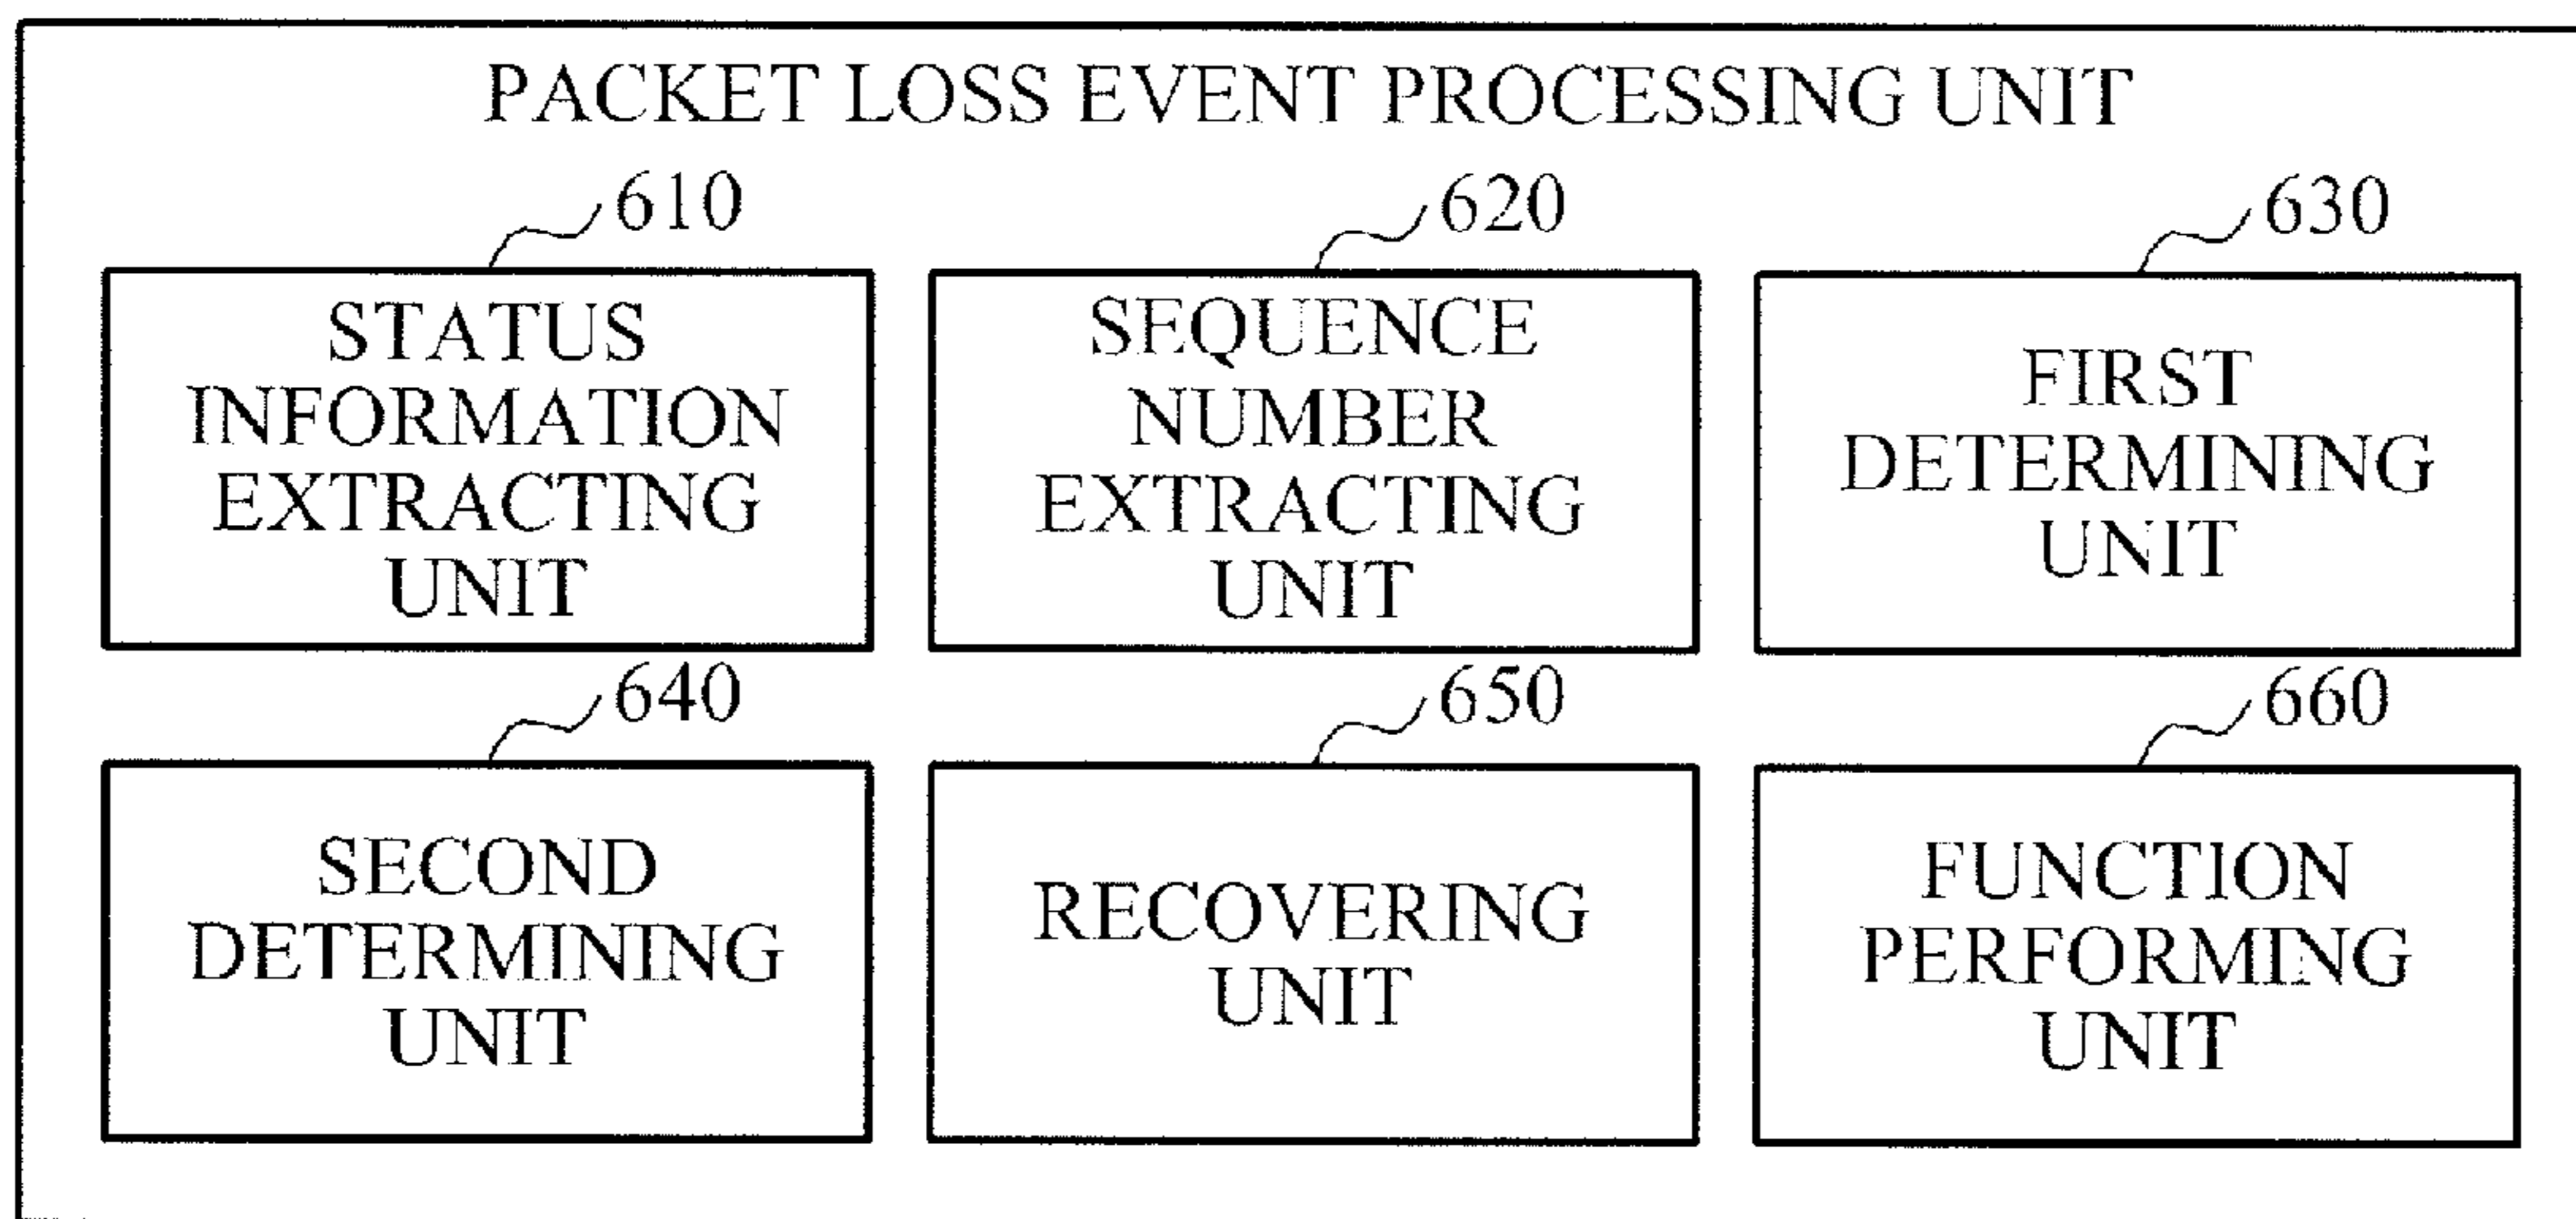 PACKET LOSS EVENT PROCESSING UNIT
610
STATUS
INFORMATION
EXTRACTING
UNIT
620
SEQUENCE
NUMBER
EXTRACTING
UNIT
630
FIRST
DETERMINING
UNIT
640
SECOND
DETERMINING
UNIT
650
RECOVERING
UNIT
660
FUNCTION
PERFORMING
UNIT